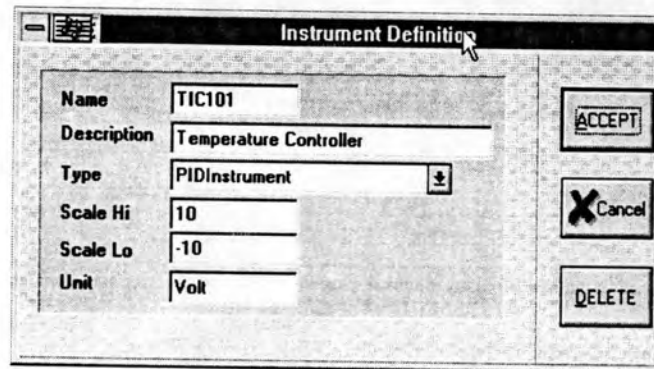 Instrument Definition
Name TIC101
Description Temperature Controller
Type PIDInstrument
Scale Hi 10
Scale Lo -10
Unit Volt
ACCEPT
Cancel
DELETE